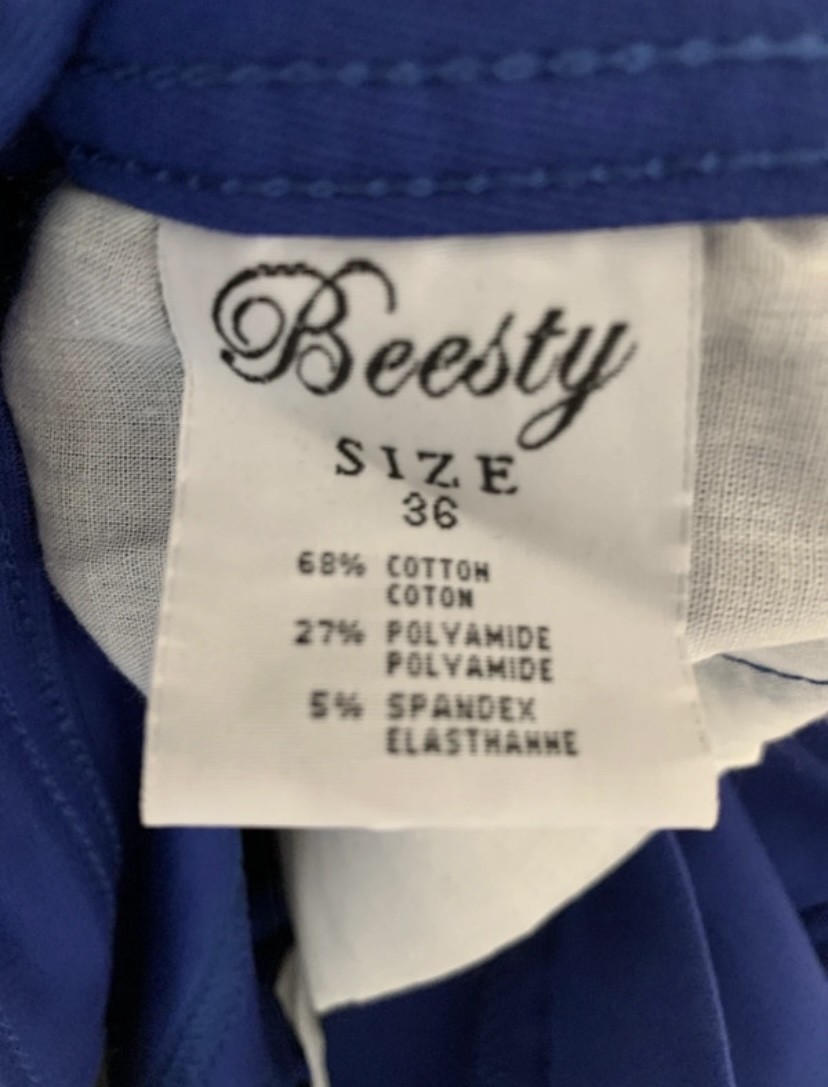 Beesty
SIZE
36
68% COTTON
COTON
27% POLYAMIDE
POLYAMIDE
5% SPANDEX
ELASTHANNE